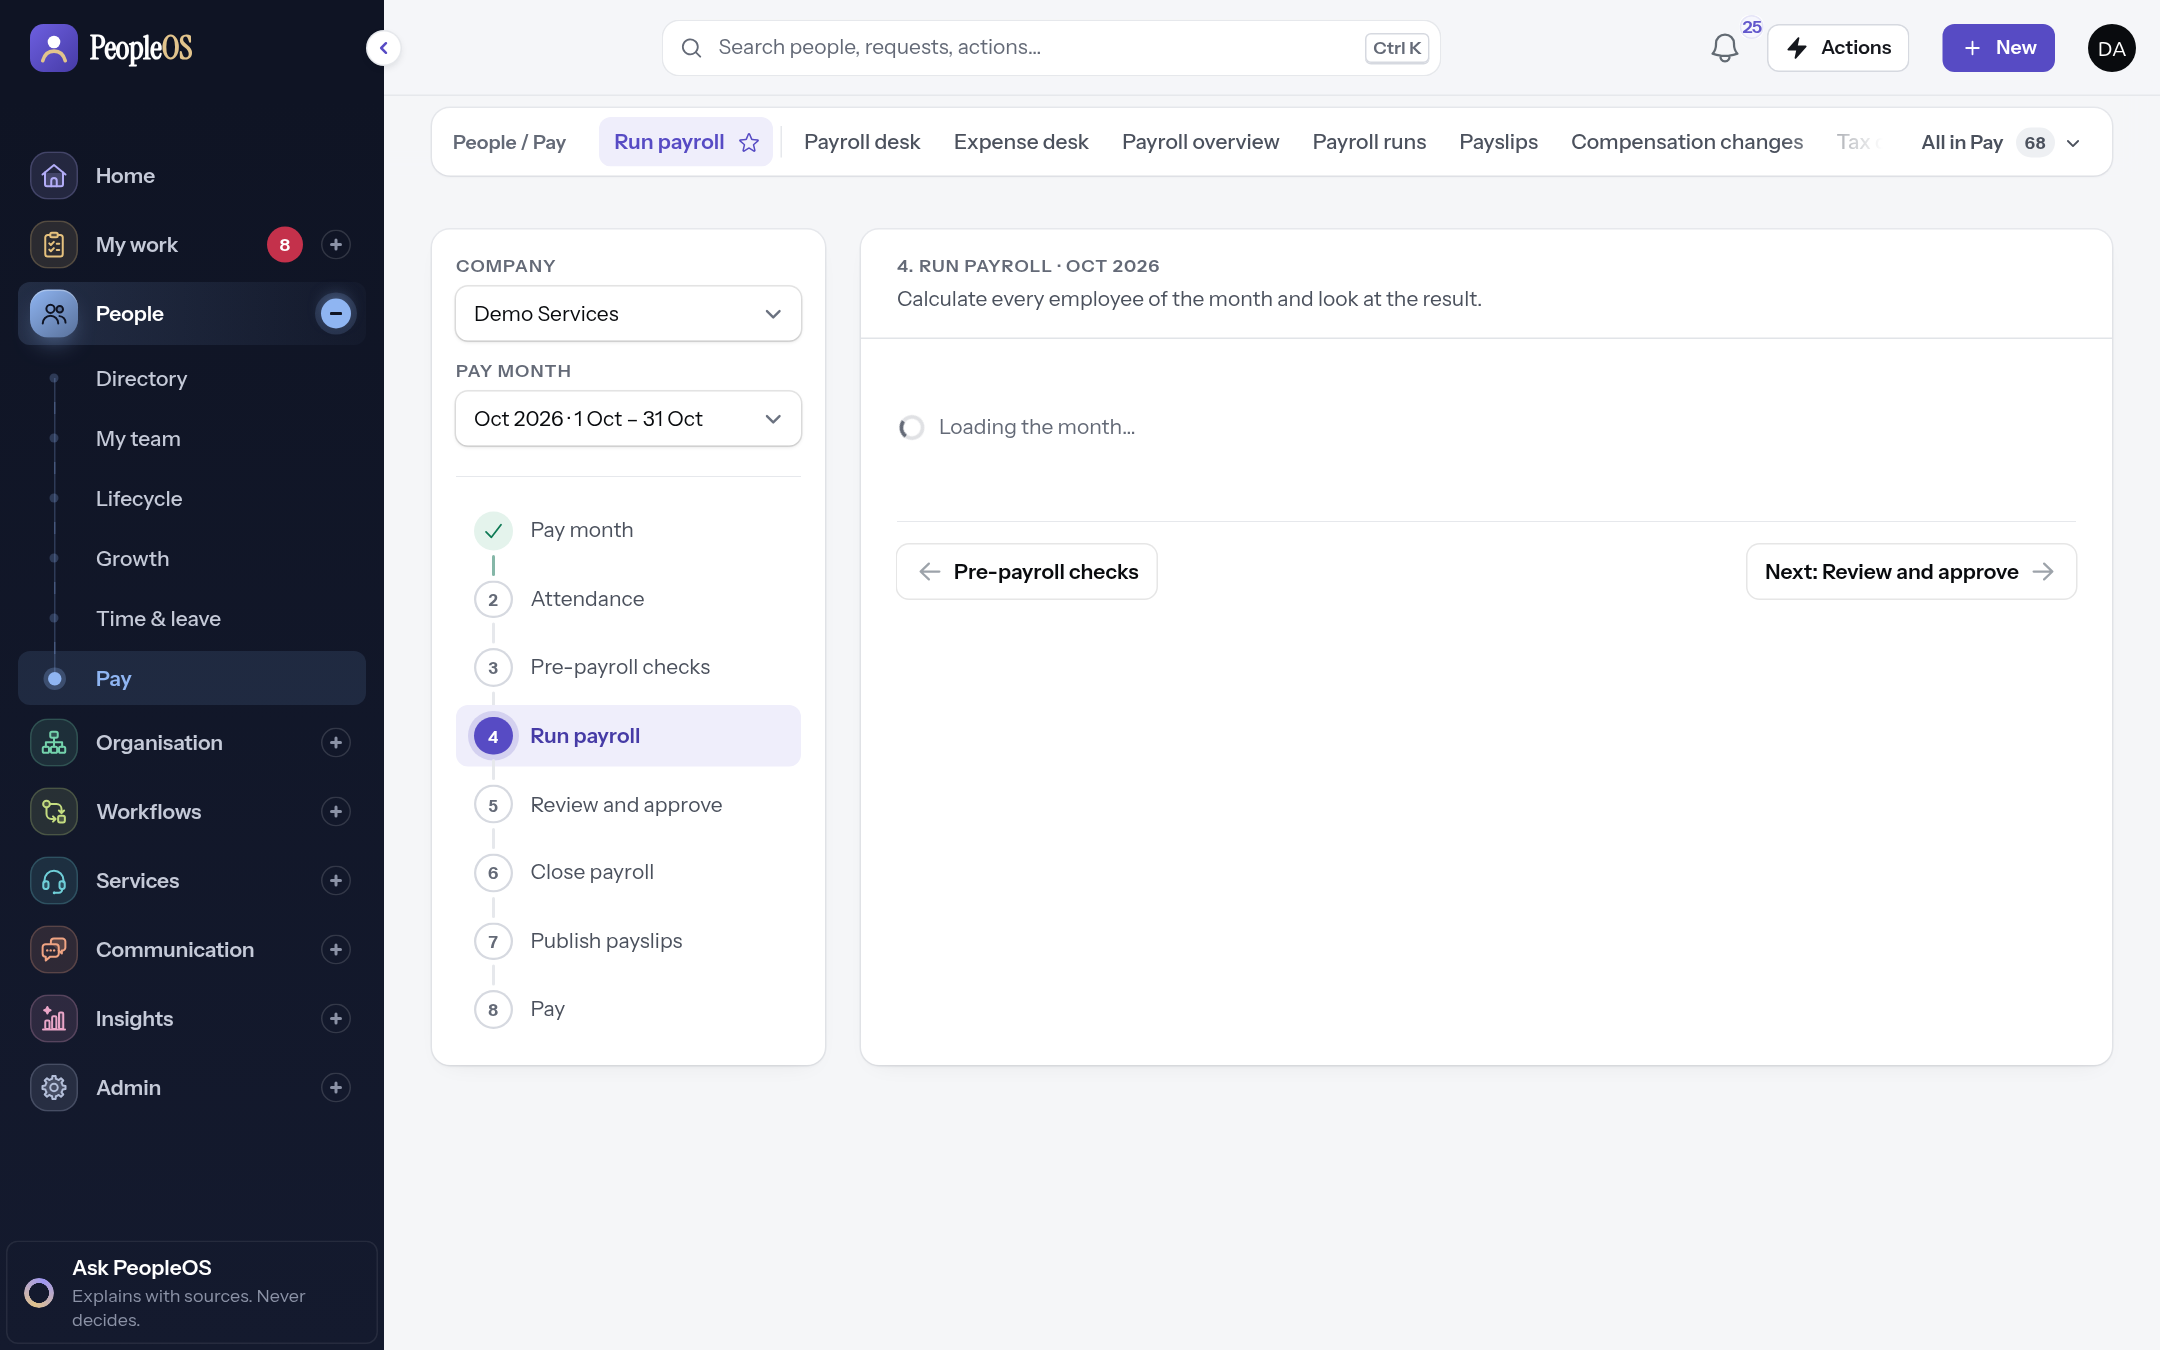 PeopleOS
Search people, requests, actions...
Ctrl K
25
Actions
New
DA
Home
My work
8
People
Directory
My team
Lifecycle
Growth
Time & leave
Pay
Organisation
Workflows
Services
Communication
Insights
Admin
Ask PeopleOS
Explains with sources. Never
decides.
People / Pay
Run payroll
Payroll desk
Expense desk
Payroll overview
Payroll runs
Payslips
Compensation changes
Tax
All in Pay
68
COMPANY
Demo Services
PAY MONTH
Oct 2026 · 1 Oct – 31 Oct
Pay month
2 Attendance
3 Pre-payroll checks
4 Run payroll
5 Review and approve
6 Close payroll
7 Publish payslips
8 Pay
4. RUN PAYROLL · OCT 2026
Calculate every employee of the month and look at the result.
Loading the month...
Pre-payroll checks
Next: Review and approve